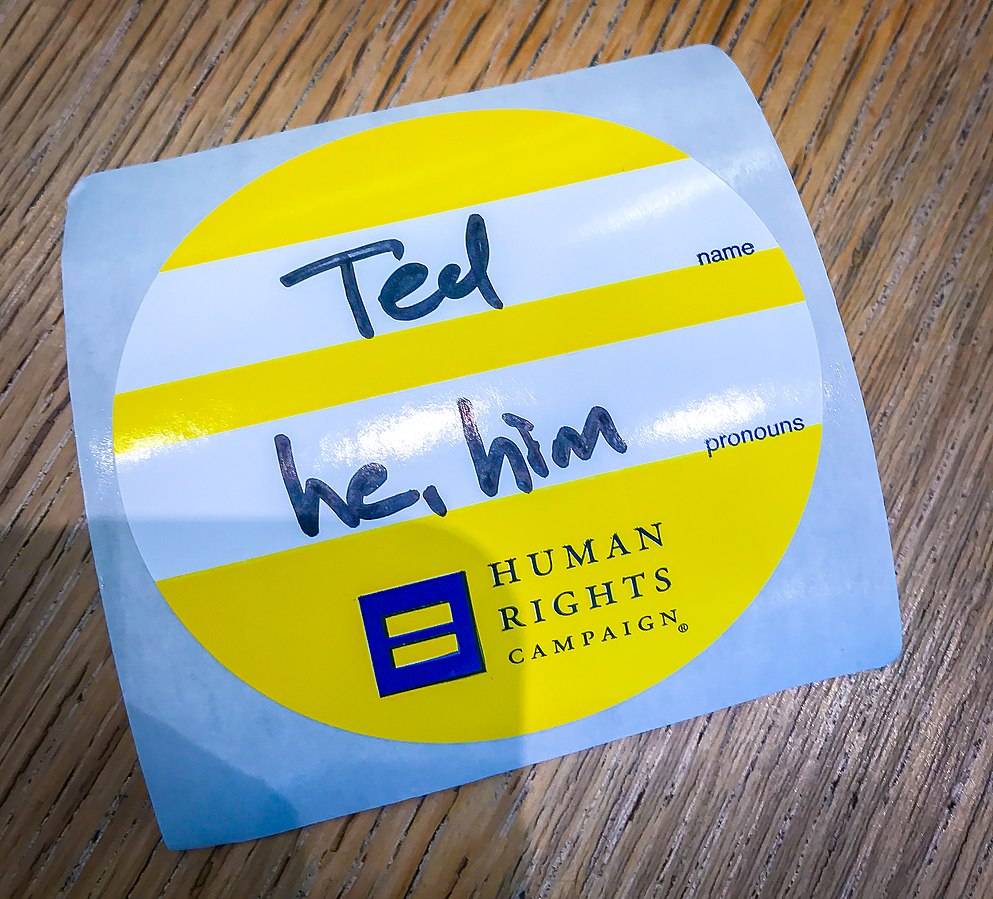 Ted
name
he, him
pronouns
HUMAN
RIGHTS
CAMPAIGN®